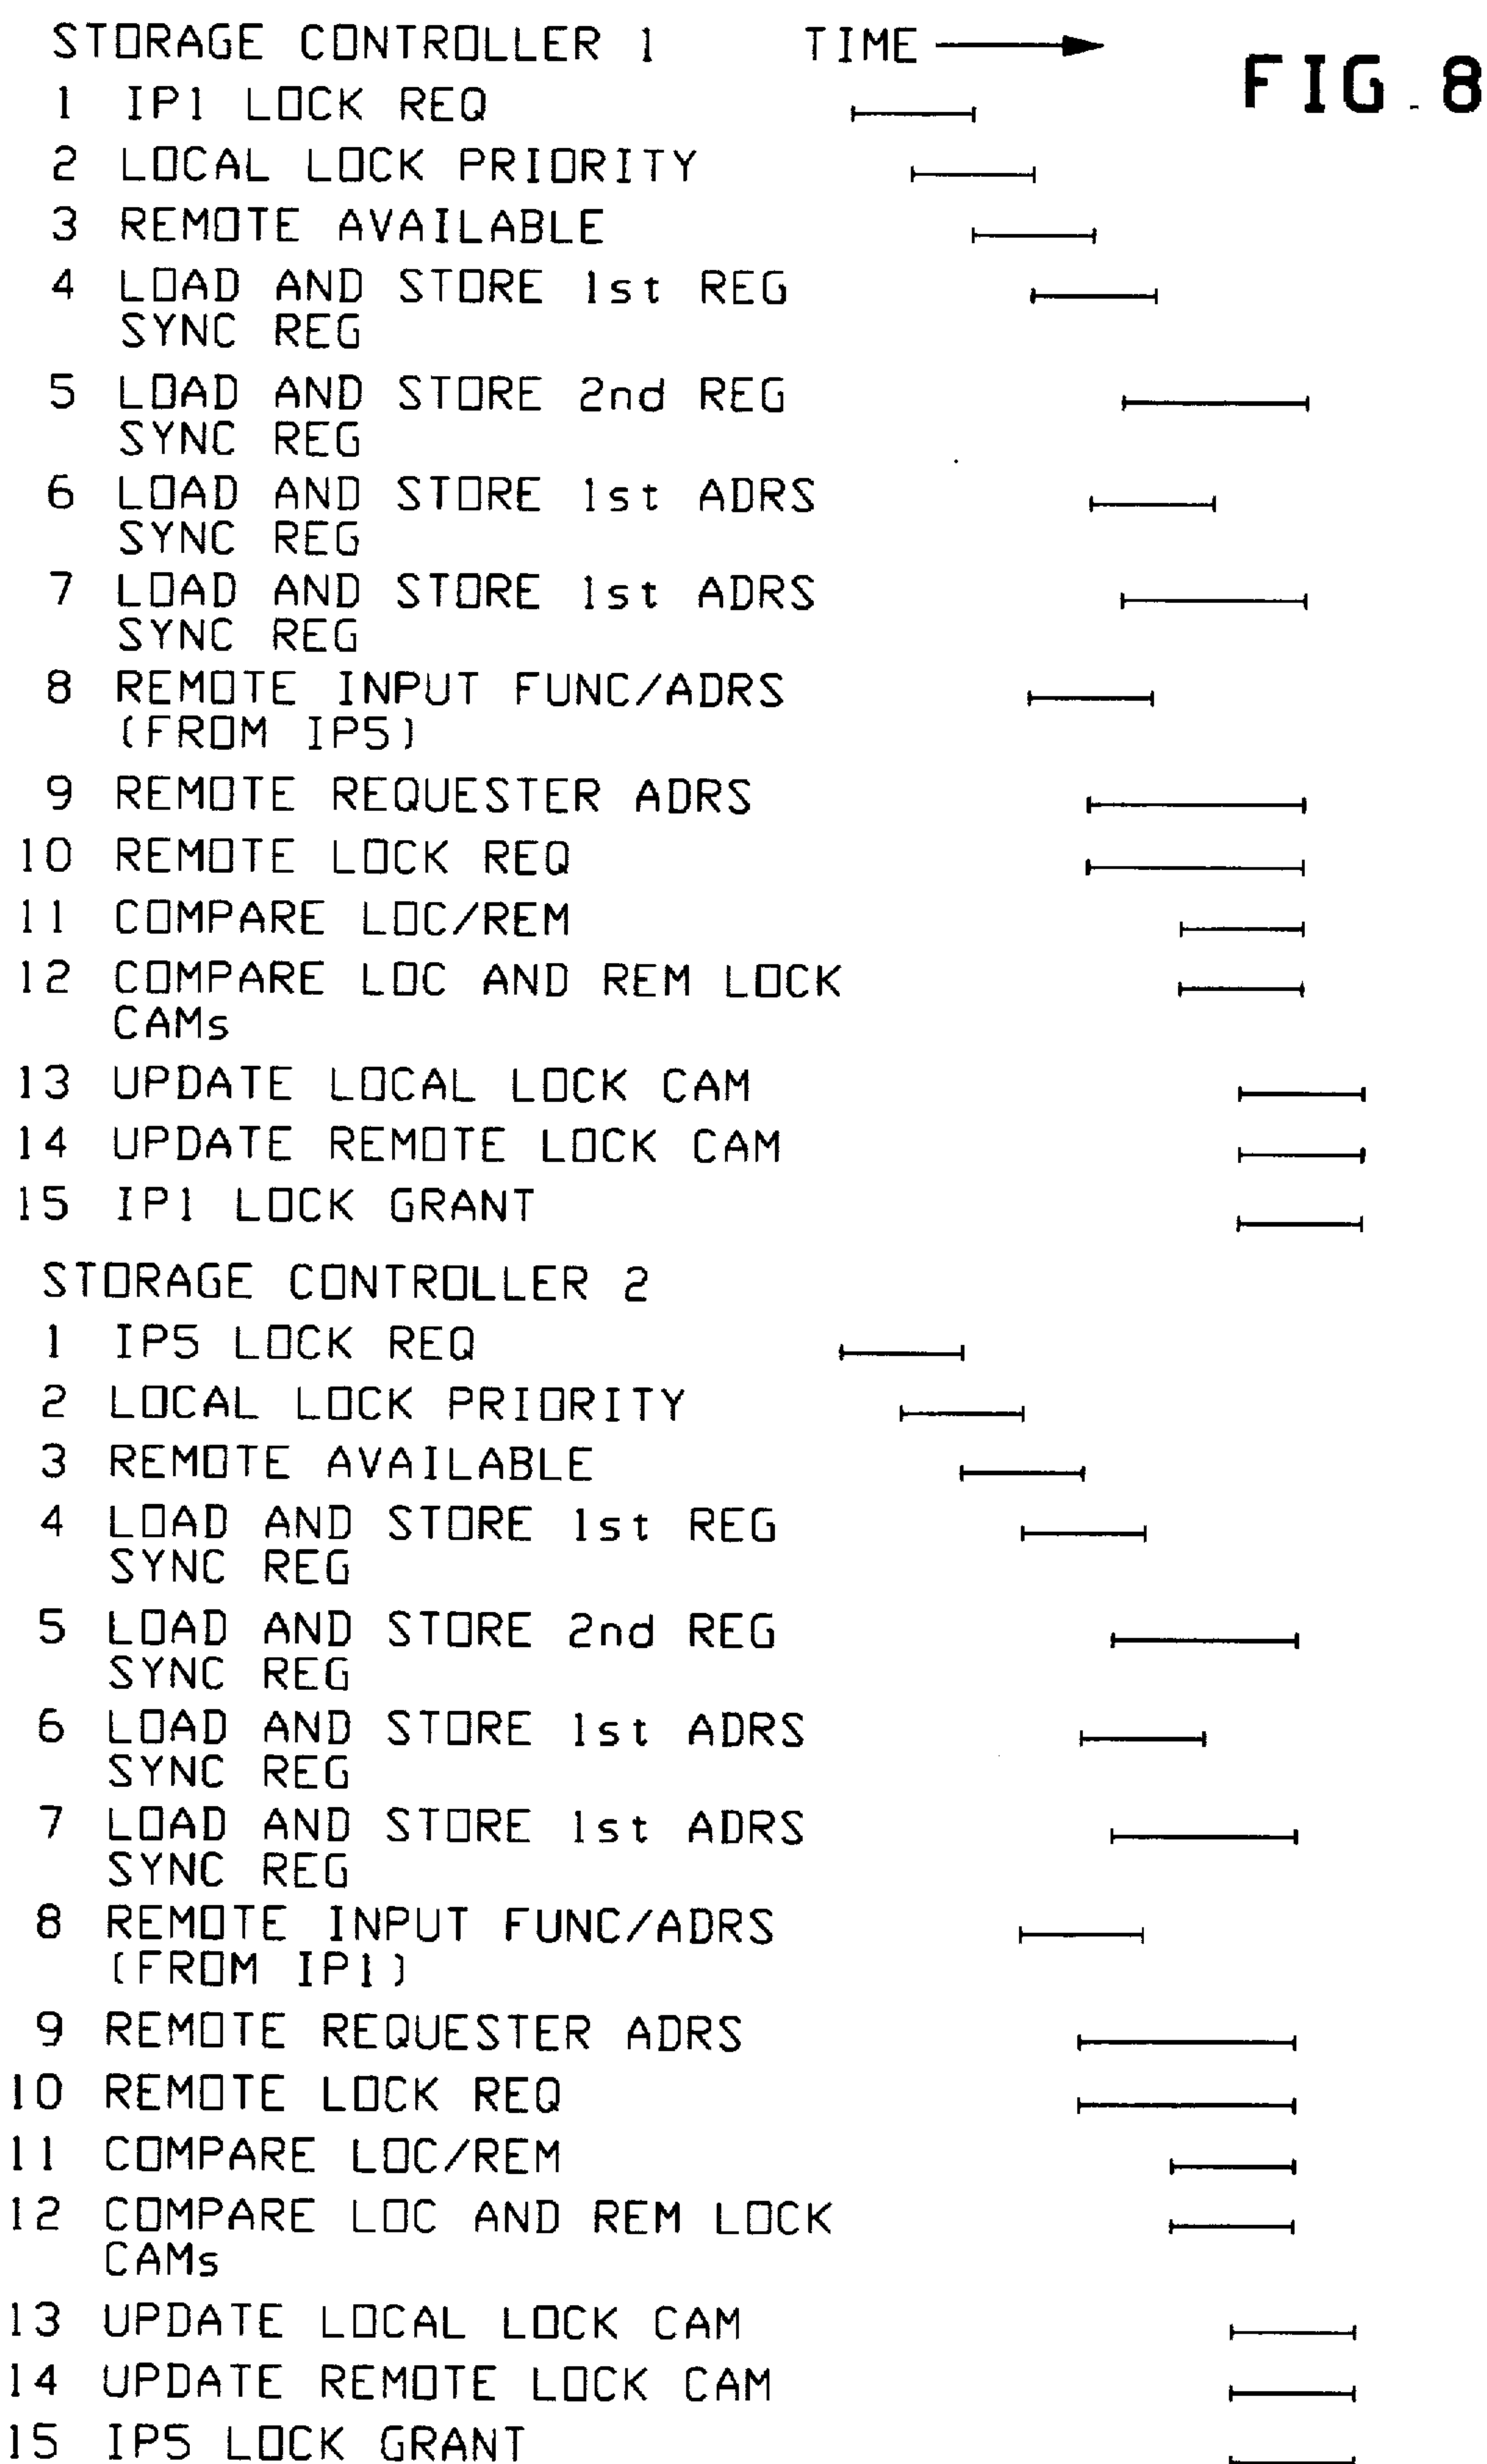 STORAGE CONTROLLER 1 TIME
FIG. 8
1 IP1 LOCK REQ
2 LOCAL LOCK PRIORITY
3 REMOTE AVAILABLE
4 LOAD AND STORE 1st REG
SYNC REG
5 LOAD AND STORE 2nd REG
SYNC REG
6 LOAD AND STORE 1st ADRS
SYNC REG
7 LOAD AND STORE 1st ADRS
SYNC REG
8 REMOTE INPUT FUNC/ADRS
(FROM IP5)
9 REMOTE REQUESTER ADRS
10 REMOTE LOCK REQ
11 COMPARE LOC/REM
12 COMPARE LOC AND REM LOCK
CAMs
13 UPDATE LOCAL LOCK CAM
14 UPDATE REMOTE LOCK CAM
15 IP1 LOCK GRANT
STORAGE CONTROLLER 2
1 IP5 LOCK REQ
2 LOCAL LOCK PRIORITY
3 REMOTE AVAILABLE
4 LOAD AND STORE 1st REG
SYNC REG
5 LOAD AND STORE 2nd REG
SYNC REG
6 LOAD AND STORE 1st ADRS
SYNC REG
7 LOAD AND STORE 1st ADRS
SYNC REG
8 REMOTE INPUT FUNC/ADRS
(FROM IP1)
9 REMOTE REQUESTER ADRS
10 REMOTE LOCK REQ
11 COMPARE LOC/REM
12 COMPARE LOC AND REM LOCK
CAMs
13 UPDATE LOCAL LOCK CAM
14 UPDATE REMOTE LOCK CAM
15 IP5 LOCK GRANT